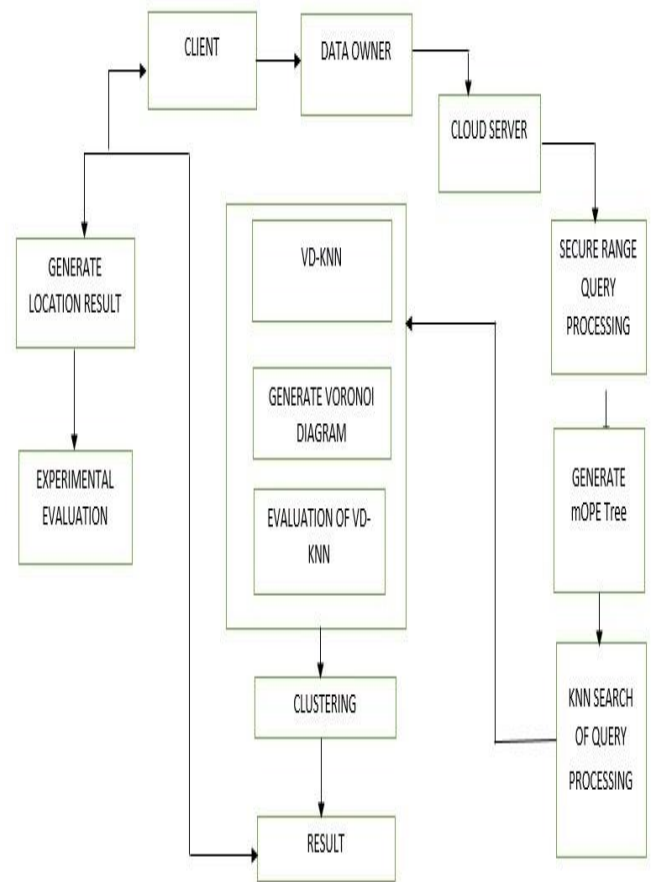 CLIENT
DATA OWNER
CLOUD SERVER
SECURE RANGE
QUERY
PROCESSING
GENERATE
mOPE Tree
KNN SEARCH
OF QUERY
PROCESSING
VD-KNN
GENERATE VORONOI
DIAGRAM
EVALUATION OF VD-
KNN
CLUSTERING
RESULT
GENERATE
LOCATION RESULT
EXPERIMENTAL
EVALUATION